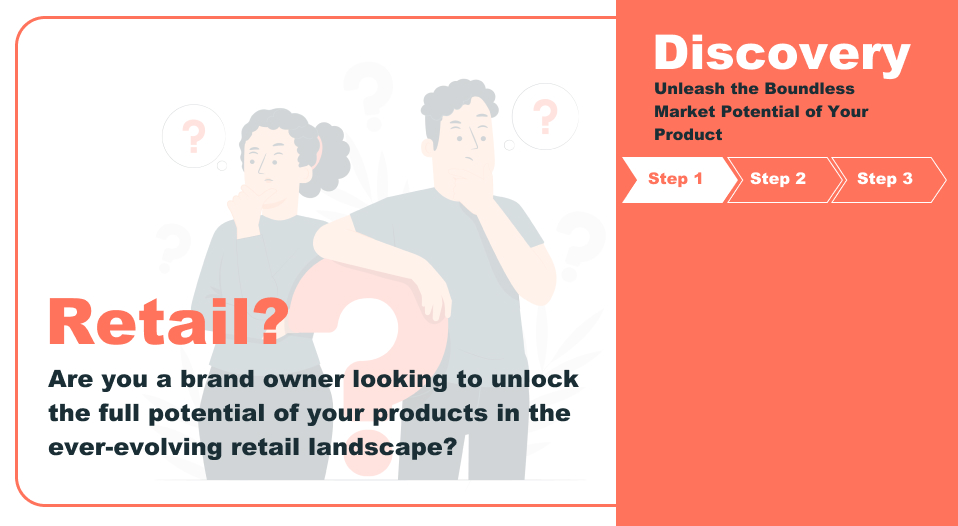 Retail?
Are you a brand owner looking to unlock
the full potential of your products in the
ever-evolving retail landscape?
Discovery
Unleash the Boundless
Market Potential of Your
Product
Step 1
Step 2
Step 3
?
?
?
?
?
?